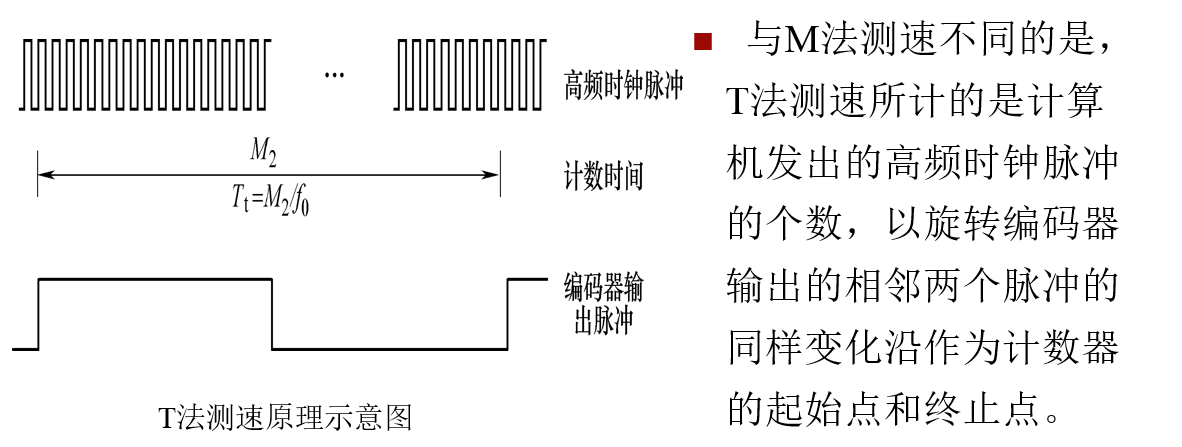 ...
高频时钟脉冲
M₂
Tₜ=M₂/f₀
计数时间
编码器输
出脉冲
T法测速原理示意图
■ 与M法测速不同的是，
T法测速所计的是计算
机发出的高频时钟脉冲
的个数，以旋转编码器
输出的相邻两个脉冲的
同样变化沿作为计数器
的起始点和终止点。